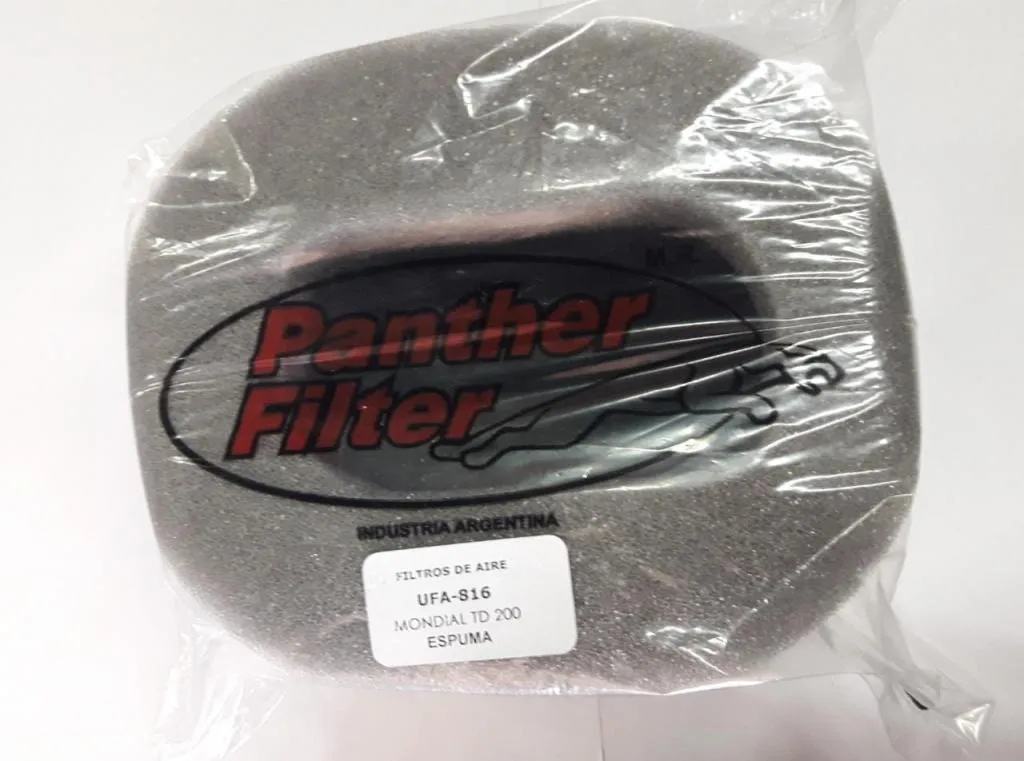 Panther
Filter
INDUSTRIA ARGENTINA
FILTROS DE AIRE
UFA-816
MONDIAL TD 200
ESPUMA